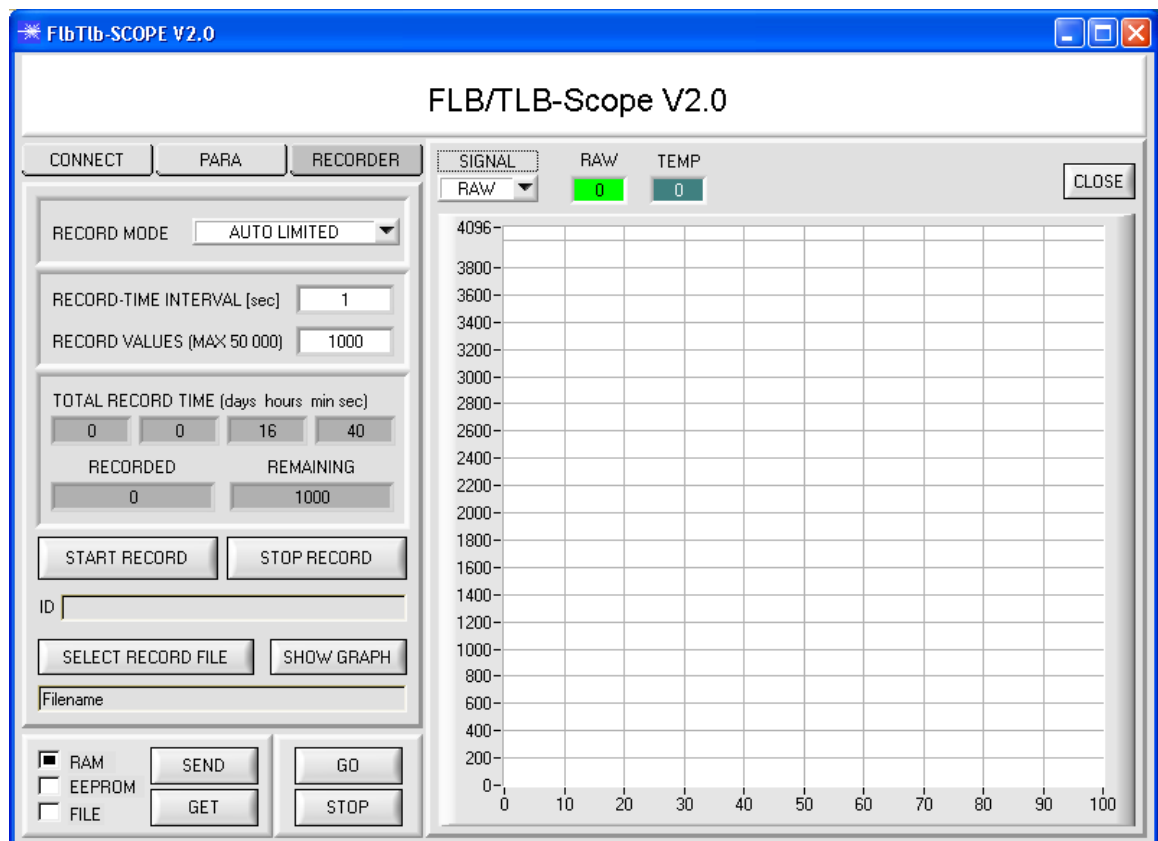 FlbTlb-SCOPE V2.0
FLB/TLB-Scope V2.0
CONNECT PARA RECORDER
RECORD MODE AUTO LIMITED
RECORD-TIME INTERVAL [sec] 1
RECORD VALUES (MAX 50 000) 1000
TOTAL RECORD TIME (days hours min sec)
0 0 16 40
RECORDED REMAINING
0 1000
START RECORD STOP RECORD
ID
SELECT RECORD FILE SHOW GRAPH
Filename
RAM
EEPROM
FILE
SEND
GET
GO
STOP
SIGNAL RAW TEMP
RAW 0 0
CLOSE
4096
3800
3600
3400
3200
3000
2800
2600
2400
2200
2000
1800
1600
1400
1200
1000
800
600
400
200
0
0 10 20 30 40 50 60 70 80 90 100